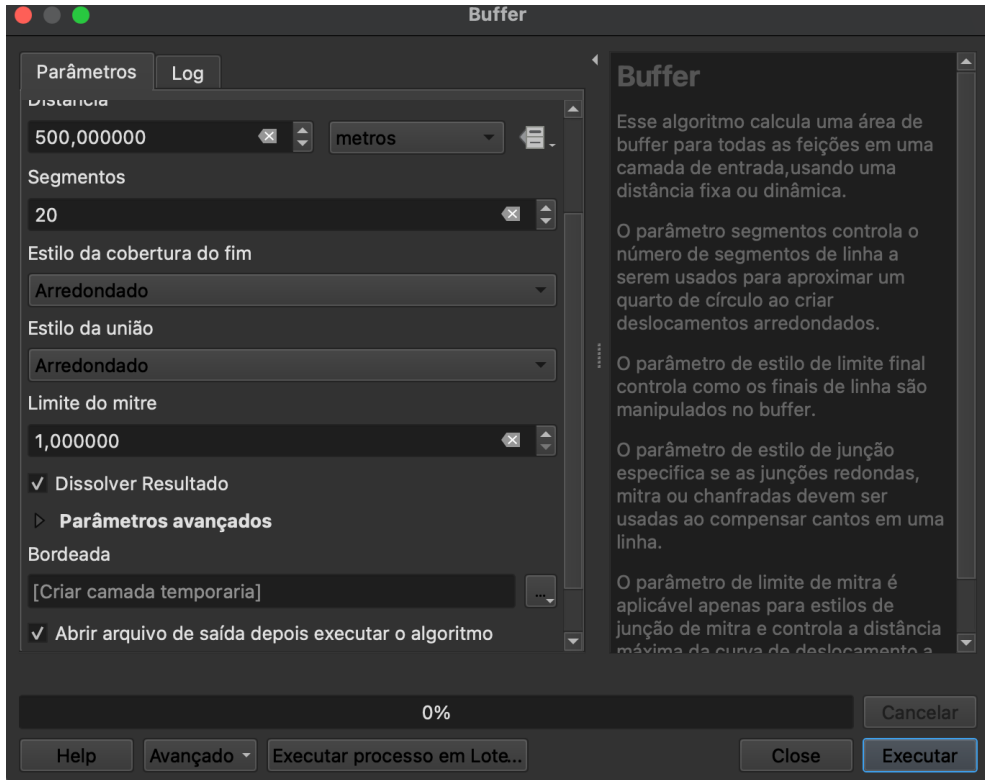 Buffer
Parâmetros
Log
Distância
500,000000
metros
Segmentos
20
Estilo da cobertura do fim
Arredondado
Estilo da união
Arredondado
Limite do mitre
1,000000
Dissolver Resultado
Parâmetros avançados
Bordeada
[Criar camada temporaria]
...
Abrir arquivo de saída depois executar o algoritmo
Buffer
Esse algoritmo calcula uma área de
buffer para todas as feições em uma
camada de entrada,usando uma
distância fixa ou dinâmica.
O parâmetro segmentos controla o
número de segmentos de linha a
serem usados para aproximar um
quarto de círculo ao criar
deslocamentos arredondados.
O parâmetro de estilo de limite final
controla como os finais de linha são
manipulados no buffer.
O parâmetro de estilo de junção
especifica se as junções redondas,
mitra ou chanfradas devem ser
usadas ao compensar cantos em uma
linha.
O parâmetro de limite de mitra é
aplicável apenas para estilos de
junção de mitra e controla a distância
máxima da curva de deslocamento a
0%
Cancelar
Help
Avançado
Executar processo em Lote...
Close
Executar